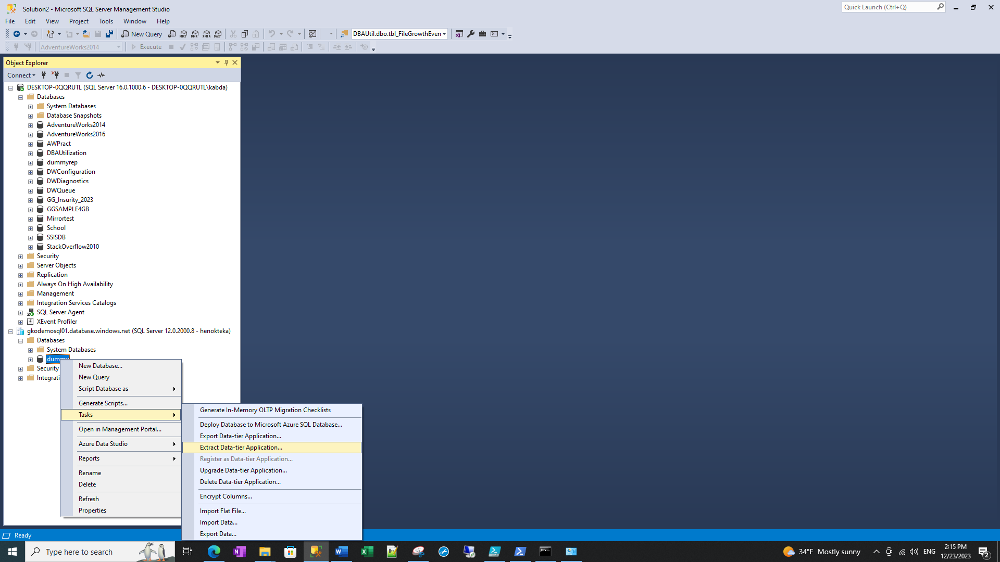 Solution2 - Microsoft SQL Server Management Studio
Quick Launch (Ctrl+Q)
File Edit View Project Tools Window Help
New Query
MDX DMX XMLA DAX
DBAUtil.dbo.tbl_FileGrowthEven
AdventureWorks2014
Execute
Object Explorer
Connect
DESKTOP-0QQRUTL (SQL Server 16.0.1000.6 - DESKTOP-0QQRUTL\kabda)
Databases
System Databases
Database Snapshots
AdventureWorks2014
AdventureWorks2016
AWPract
DBAUtilization
dummyrep
DWConfiguration
DWDiagnostics
DWQueue
GG_Insurity_2023
GGSAMPLE4GB
Mirrortest
School
SSISDB
StackOverflow2010
Security
Server Objects
Replication
Always On High Availability
Management
Integration Services Catalogs
SQL Server Agent
XEvent Profiler
gkodemosql01.database.windows.net (SQL Server 12.0.2000.8 - henokteka)
Databases
System Databases
dummy
Security
Integrati
New Database...
New Query
Script Database as
Generate Scripts...
Tasks
Open in Management Portal...
Azure Data Studio
Reports
Rename
Delete
Refresh
Properties
Generate In-Memory OLTP Migration Checklists
Deploy Database to Microsoft Azure SQL Database...
Export Data-tier Application...
Extract Data-tier Application...
Register as Data-tier Application...
Upgrade Data-tier Application...
Delete Data-tier Application...
Encrypt Columns...
Import Flat File...
Import Data...
Export Data...
Ready
Type here to search
34°F Mostly sunny
ENG
2:15 PM
12/23/2023
2